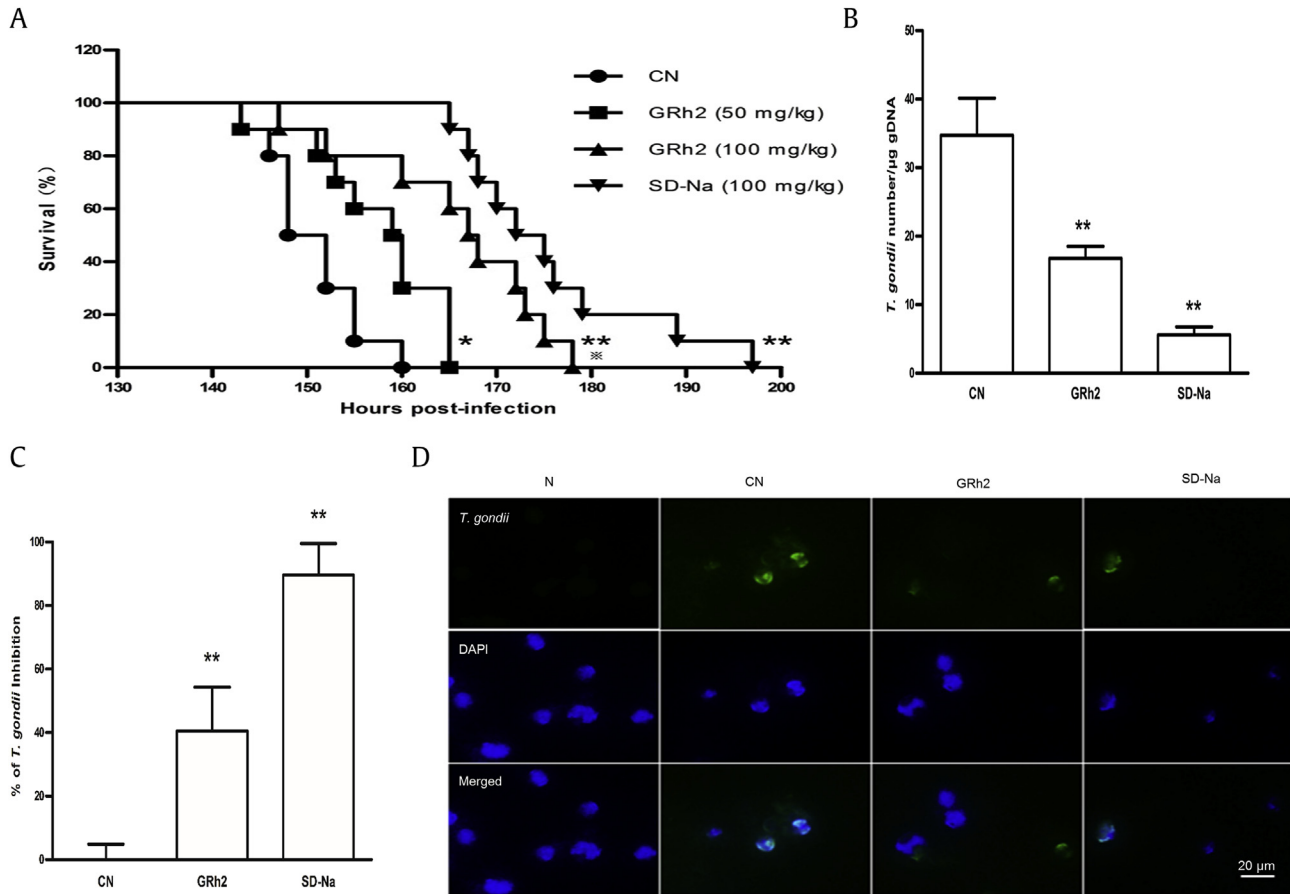 A
120
100
80
60
40
20
0
Survival (%)
130 140 150 160 170 180 190 200
Hours post-infection
CN
GRh2 (50 mg/kg)
GRh2 (100 mg/kg)
SD-Na (100 mg/kg)
*
**
※
**
B
50
40
30
20
10
0
T. gondii number/µg gDNA
**
**
CN GRh2 SD-Na
C
100
80
60
40
20
0
% of T. gondii Inhibition
**
**
CN GRh2 SD-Na
D
N CN GRh2 SD-Na
T. gondii
DAPI
Merged
20 µm